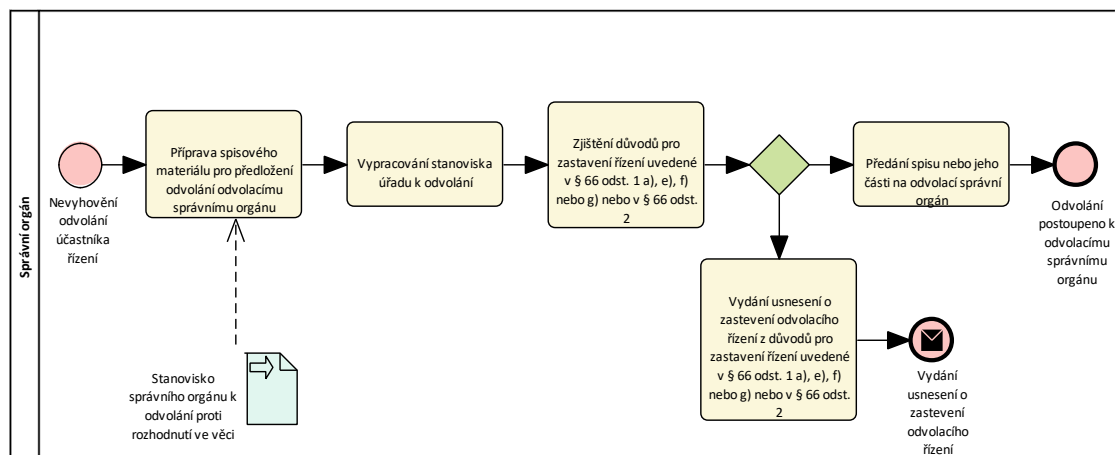 Správní orgán
Nevyhovění
odvolání
účastníka
řízení
Příprava spisového
materiálu pro předložení
odvolání odvolacímu
správnímu orgánu
Vypracování stanoviska
úřadu k odvolání
Zjištění důvodů pro
zastavení řízení uvedené
v § 66 odst. 1 a), e), f)
nebo g) nebo v § 66 odst.
2
Předání spisu nebo jeho
části na odvolací správní
orgán
Odvolání
postoupeno k
odvolacímu
správnímu
orgánu
Vydání usnesení o
zastevení odvolacího
řízení z důvodů pro
zastavení řízení uvedené
v § 66 odst. 1 a), e), f)
nebo g) nebo v § 66 odst.
2
Vydání
usnesení o
zastavení
odvolacího
řízení
Stanovisko
správního orgánu k
odvolání proti
rozhodnutí ve věci